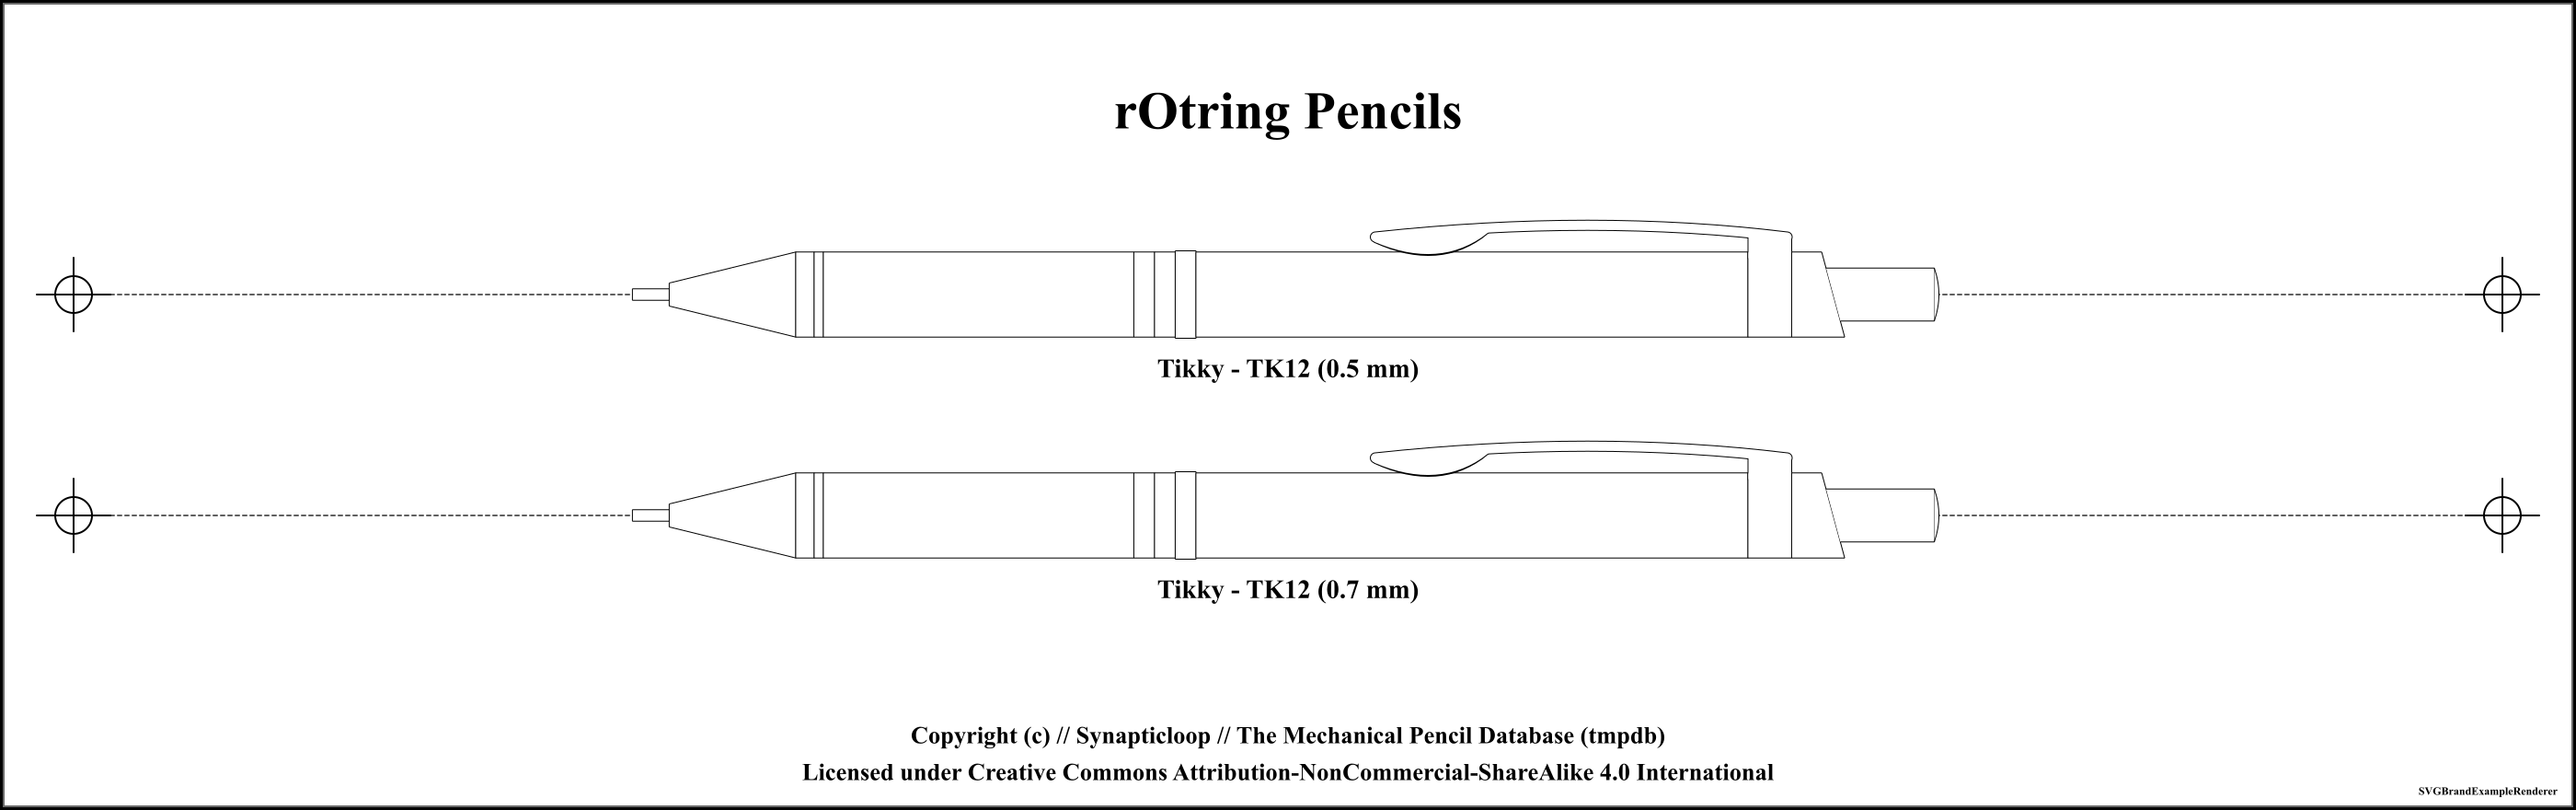 rOtring Pencils
Tikky - TK12 (0.5 mm)
Tikky - TK12 (0.7 mm)
Copyright (c) // Synapticloop // The Mechanical Pencil Database (tmpdb)
Licensed under Creative Commons Attribution-NonCommercial-ShareAlike 4.0 International
SVGBrandExampleRenderer